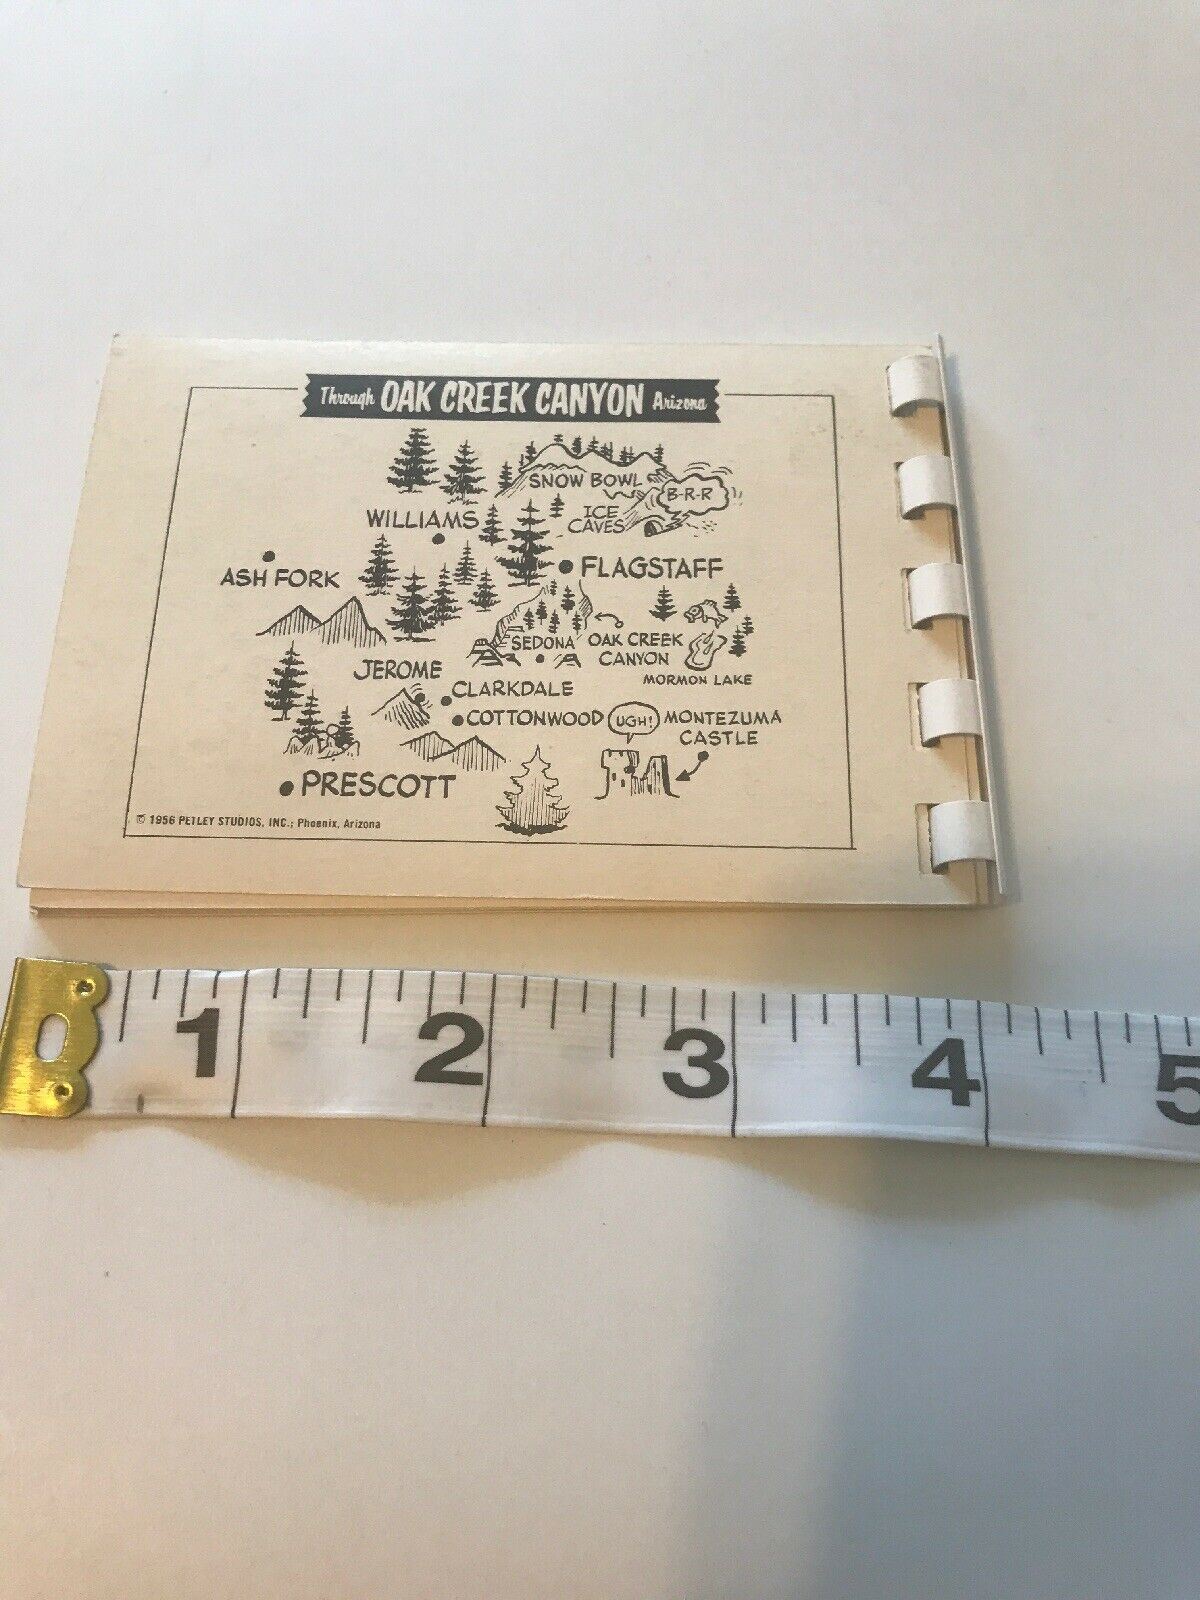 Through OAK CREEK CANYON Arizona
SNOW BOWL
B-R-R
ICE
CAVES
WILLIAMS
FLAGSTAFF
ASH FORK
SEDONA
OAK CREEK
CANYON
MORMON LAKE
JEROME
CLARKDALE
COTTONWOOD
UGH!
MONTEZUMA
CASTLE
PRESCOTT
© 1956 PETLEY STUDIOS, INC.; Phoenix, Arizona
1 2 3 4 5